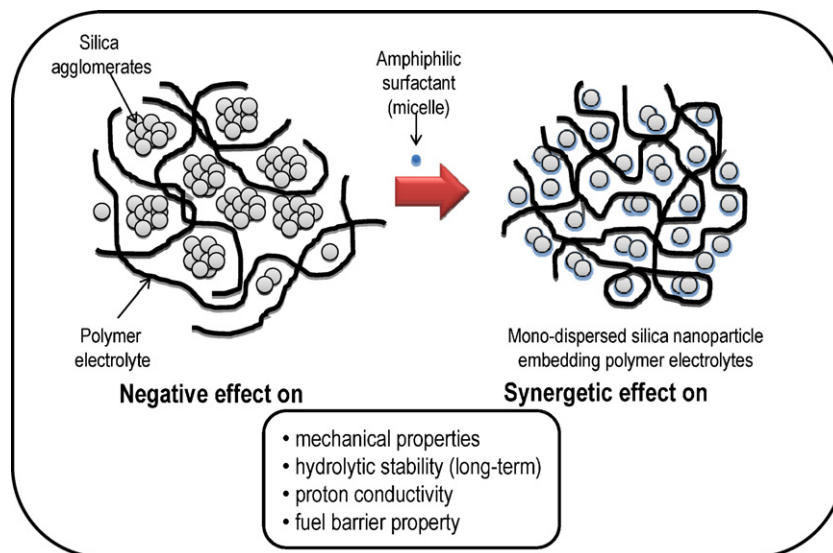 Silica
agglomerates
Amphiphilic
surfactant
(micelle)
Polymer
electrolyte
Mono-dispersed silica nanoparticle
embedding polymer electrolytes
Negative effect on
Synergetic effect on
• mechanical properties
• hydrolytic stability (long-term)
• proton conductivity
• fuel barrier property